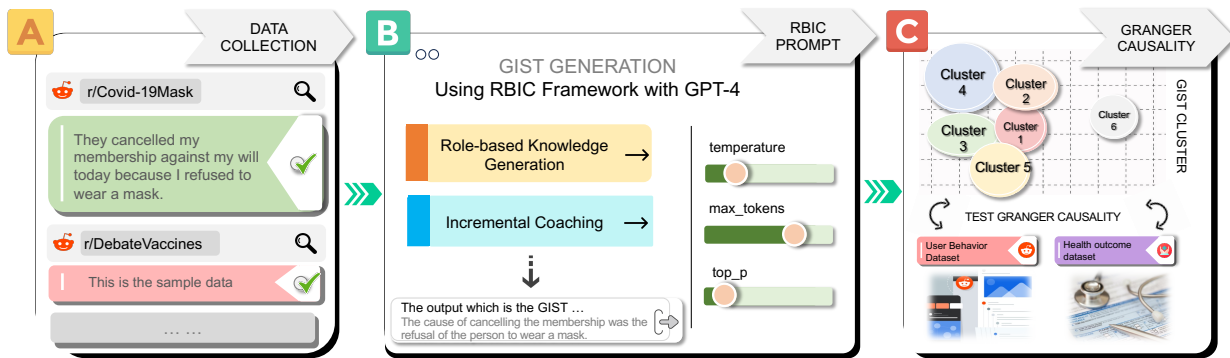 A
DATA
COLLECTION
r/Covid-19Mask
They cancelled my
membership against my will
today because I refused to
wear a mask.
r/DebateVaccines
This is the sample data
... ...
B
RBIC
PROMPT
GIST GENERATION
Using RBIC Framework with GPT-4
Role-based Knowledge
Generation
Incremental Coaching
The output which is the GIST ...
The cause of cancelling the membership was the
refusal of the person to wear a mask.
temperature
max_tokens
top_p
C
GRANGER
CAUSALITY
Cluster
4
Cluster
2
Cluster
3
Cluster
1
Cluster 5
Cluster
6
GIST CLUSTER
TEST GRANGER CAUSALITY
User Behavior
Dataset
Health outcome
dataset